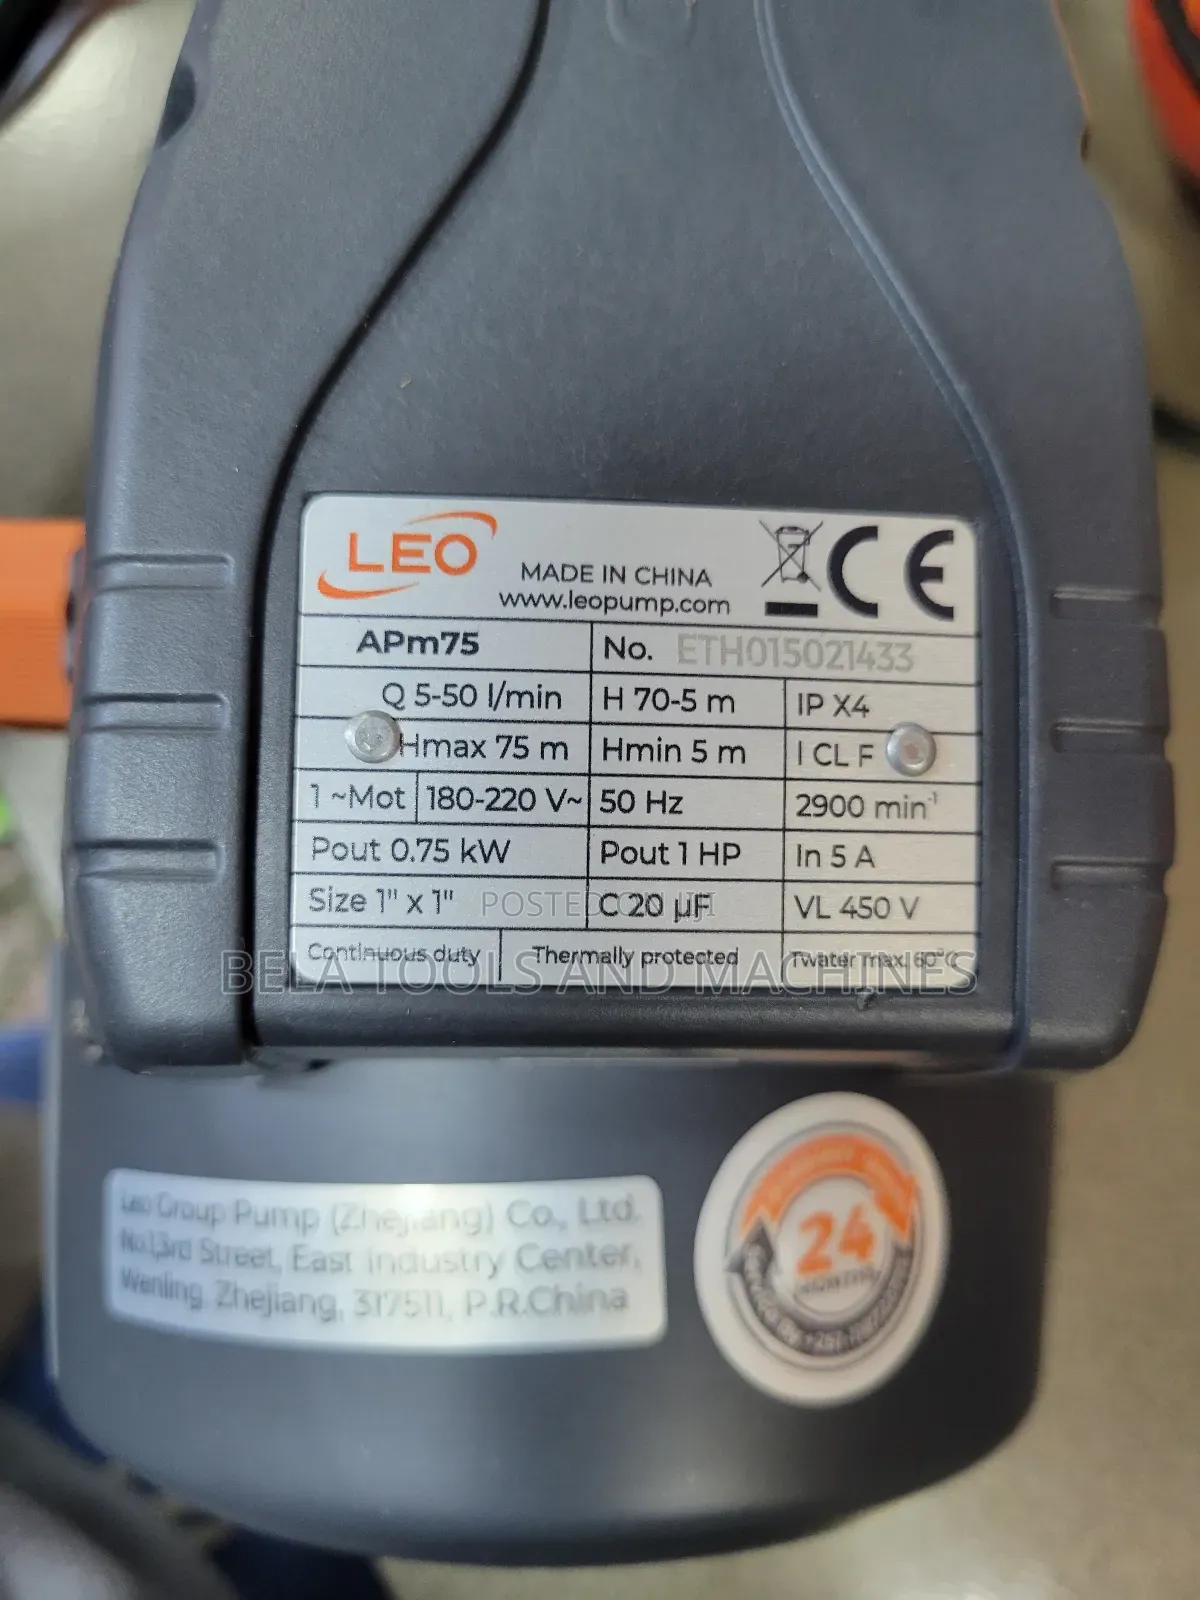 LEO
MADE IN CHINA
www.leopump.com
CE
APm75 No. ETH015021433
Q 5-50 l/min H 70-5 m IP X4
Hmax 75 m Hmin 5 m I CL F
1 ~Mot 180-220 V~ 50 Hz 2900 min⁻¹
Pout 0.75 kW Pout 1 HP In 5 A
Size 1" x 1" C 20 µF VL 450 V
Continuous duty Thermally protected Twater max. 60°C
POSTED ON JIJI
BELA TOOLS AND MACHINES
Leo Group Pump (Zhejiang) Co., Ltd.
No.1,3rd Street, East Industry Center,
Wenling, Zhejiang, 317511, P.R.China
24
MONTHS